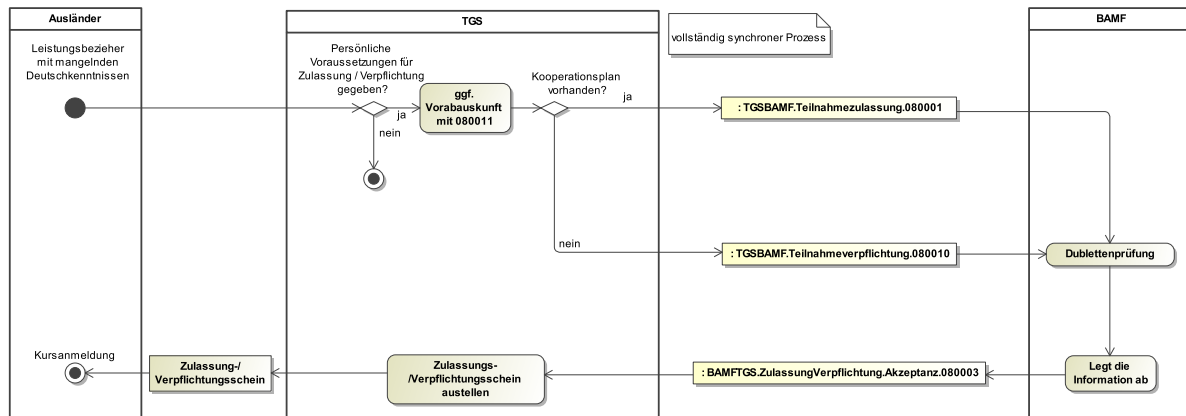 Ausländer
TGS
BAMF
vollständig synchroner Prozess
Leistungsbezieher
mit mangelnden
Deutschkenntnissen
Persönliche
Voraussetzungen für
Zulassung / Verpflichtung
gegeben?
ja
nein
ggf.
Vorabauskunft
mit 080011
Kooperationsplan
vorhanden?
ja
nein
: TGSBAMF.Teilnahmezulassung.080001
: TGSBAMF.Teilnahmeverpflichtung.080010
Dublettenprüfung
Legt die
Information ab
: BAMFTGS.ZulassungVerpflichtung.Akzeptanz.080003
Zulassungs-
/Verpflichtungsschein
austellen
Zulassung-/
Verpflichtungsschein
Kursanmeldung